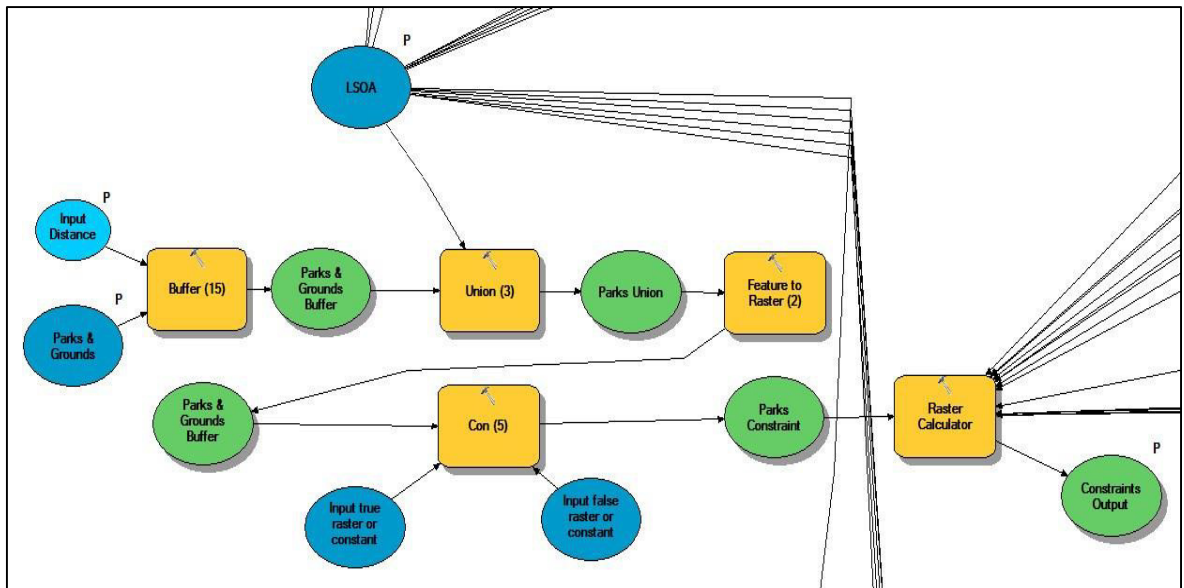 P
LSOA
P
Input
Distance
Buffer (15)
Parks &
Grounds
Buffer
Union (3)
Parks Union
Feature to
Raster (2)
P
Parks &
Grounds
Parks &
Grounds
Buffer
Con (5)
Parks
Constraint
Raster
Calculator
Input true
raster or
constant
Input false
raster or
constant
P
Constraints
Output